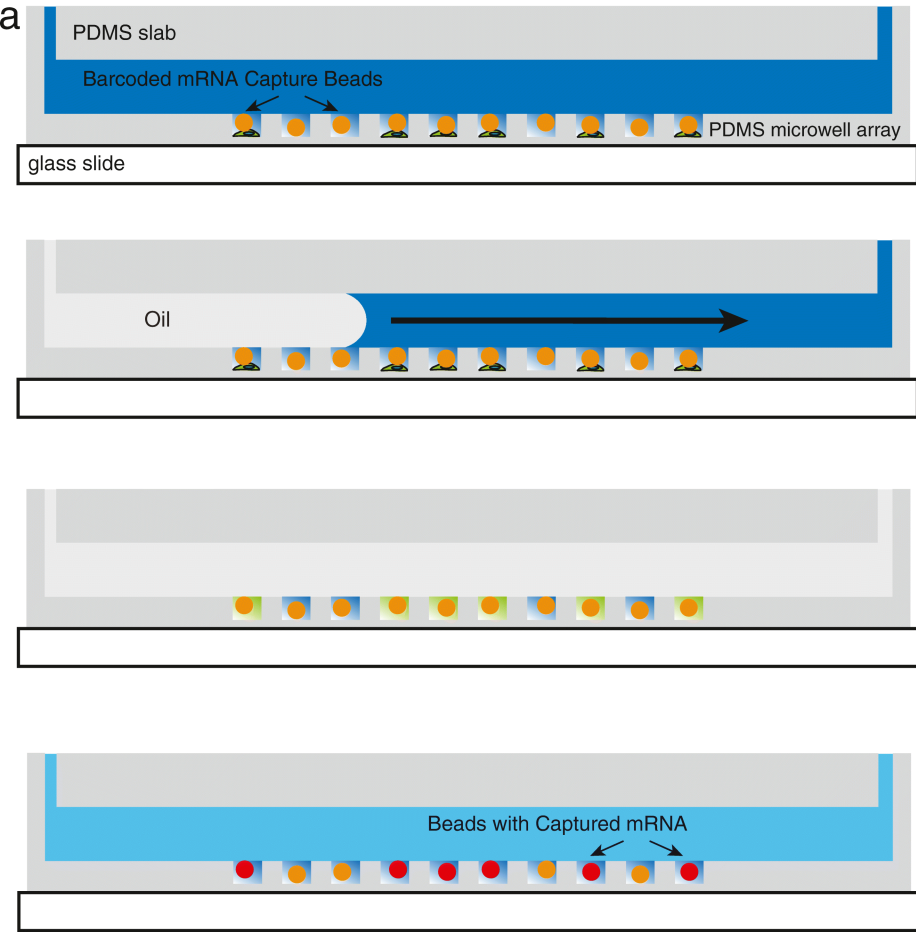 a
PDMS slab
Barcoded mRNA Capture Beads
PDMS microwell array
glass slide
Oil
Beads with Captured mRNA